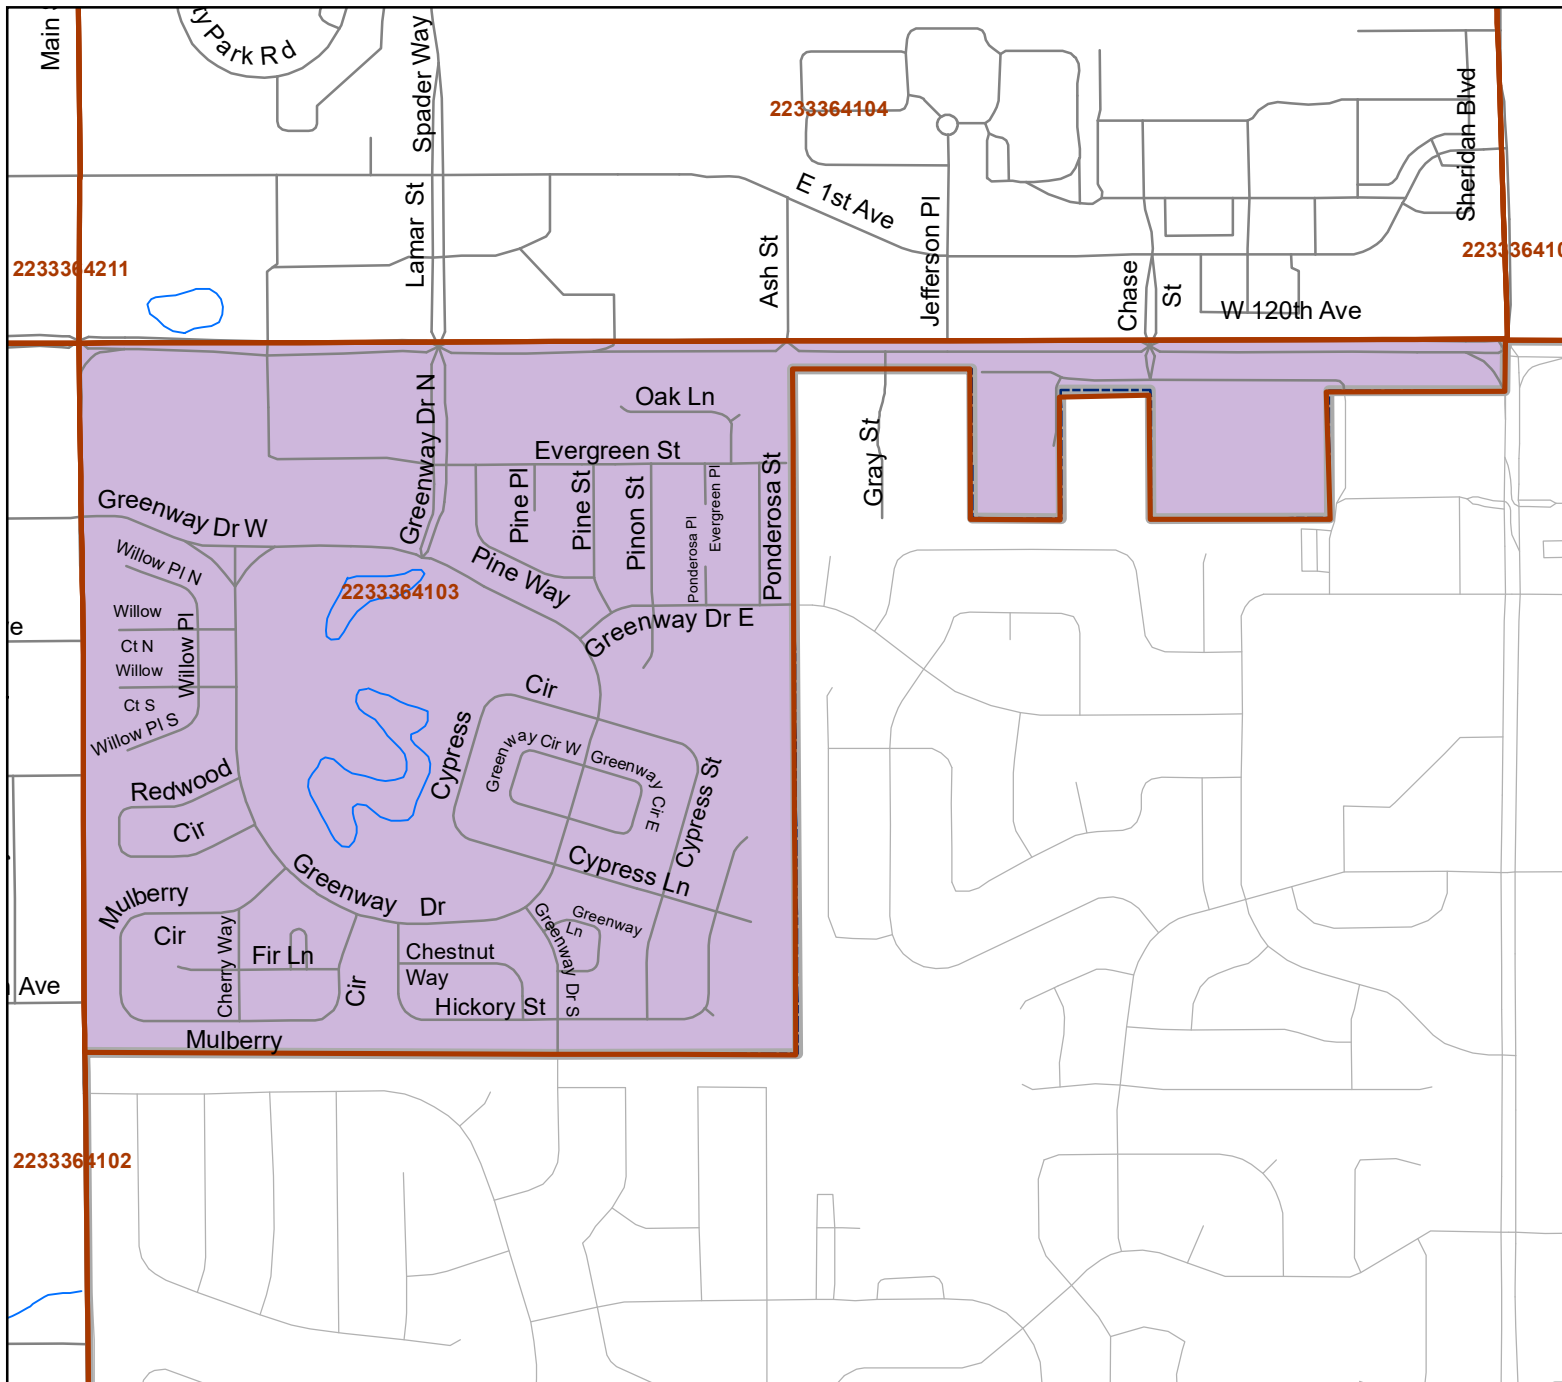 Main
ty Park Rd
Spader Way
2233364104
Sheridan Blvd
Lamar St
E 1st Ave
Jefferson Pl
Ash St
2233364211
223336410
Chase
St
W 120th Ave
Greenway Dr N
Oak Ln
Gray St
Evergreen St
Pine Pl
Pine St
Pinon St
Evergreen Pl
Ponderosa Pl
Ponderosa St
Greenway Dr W
Willow Pl N
Pine Way
2233364103
Willow
Ct N
Willow Pl
Willow
Ct S
Willow Pl S
e
Greenway Dr E
Cir
Cypress
Greenway Cir W
Greenway
Cir E
Cypress St
Redwood
Cir
Cypress Ln
Greenway
Dr
Mulberry
Cir
Cherry Way
Fir Ln
Cir
Chestnut
Way
Greenway
Ln
Greenway Dr S
Hickory St
Ave
Mulberry
2233364102